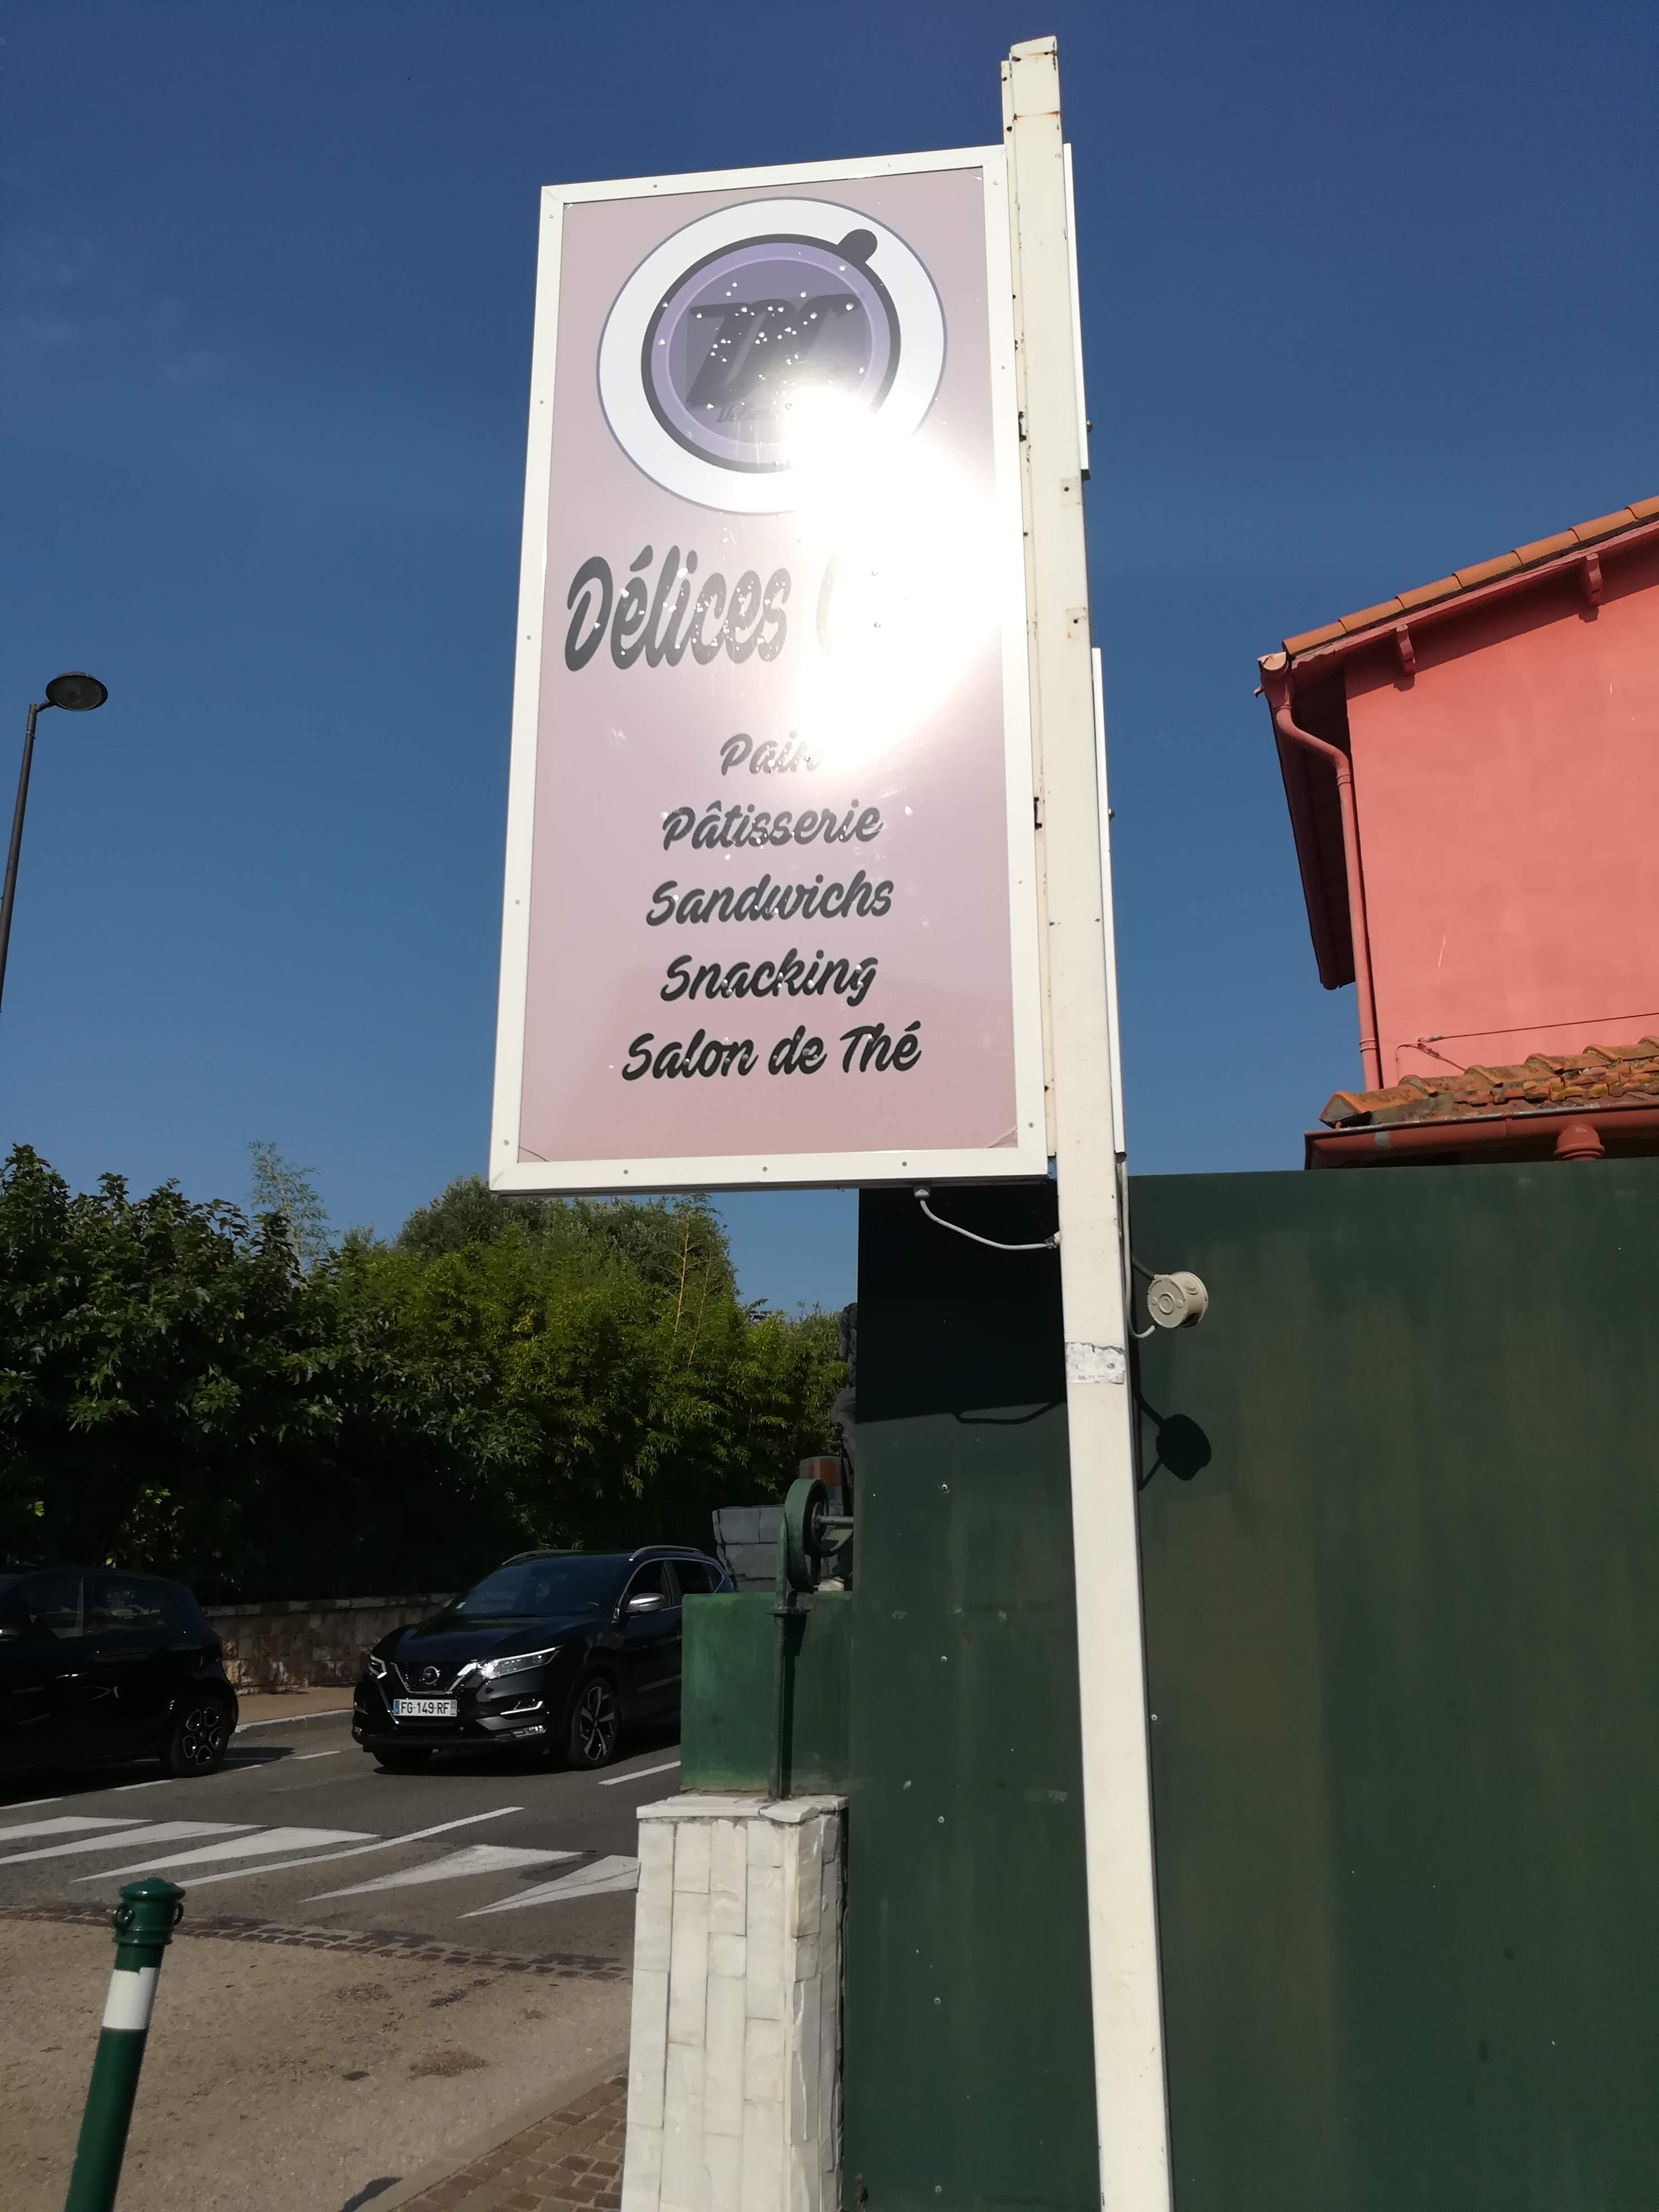 Délices
Pain
Pâtisserie
Sandwichs
Snacking
Salon de Thé
FG-149-RF